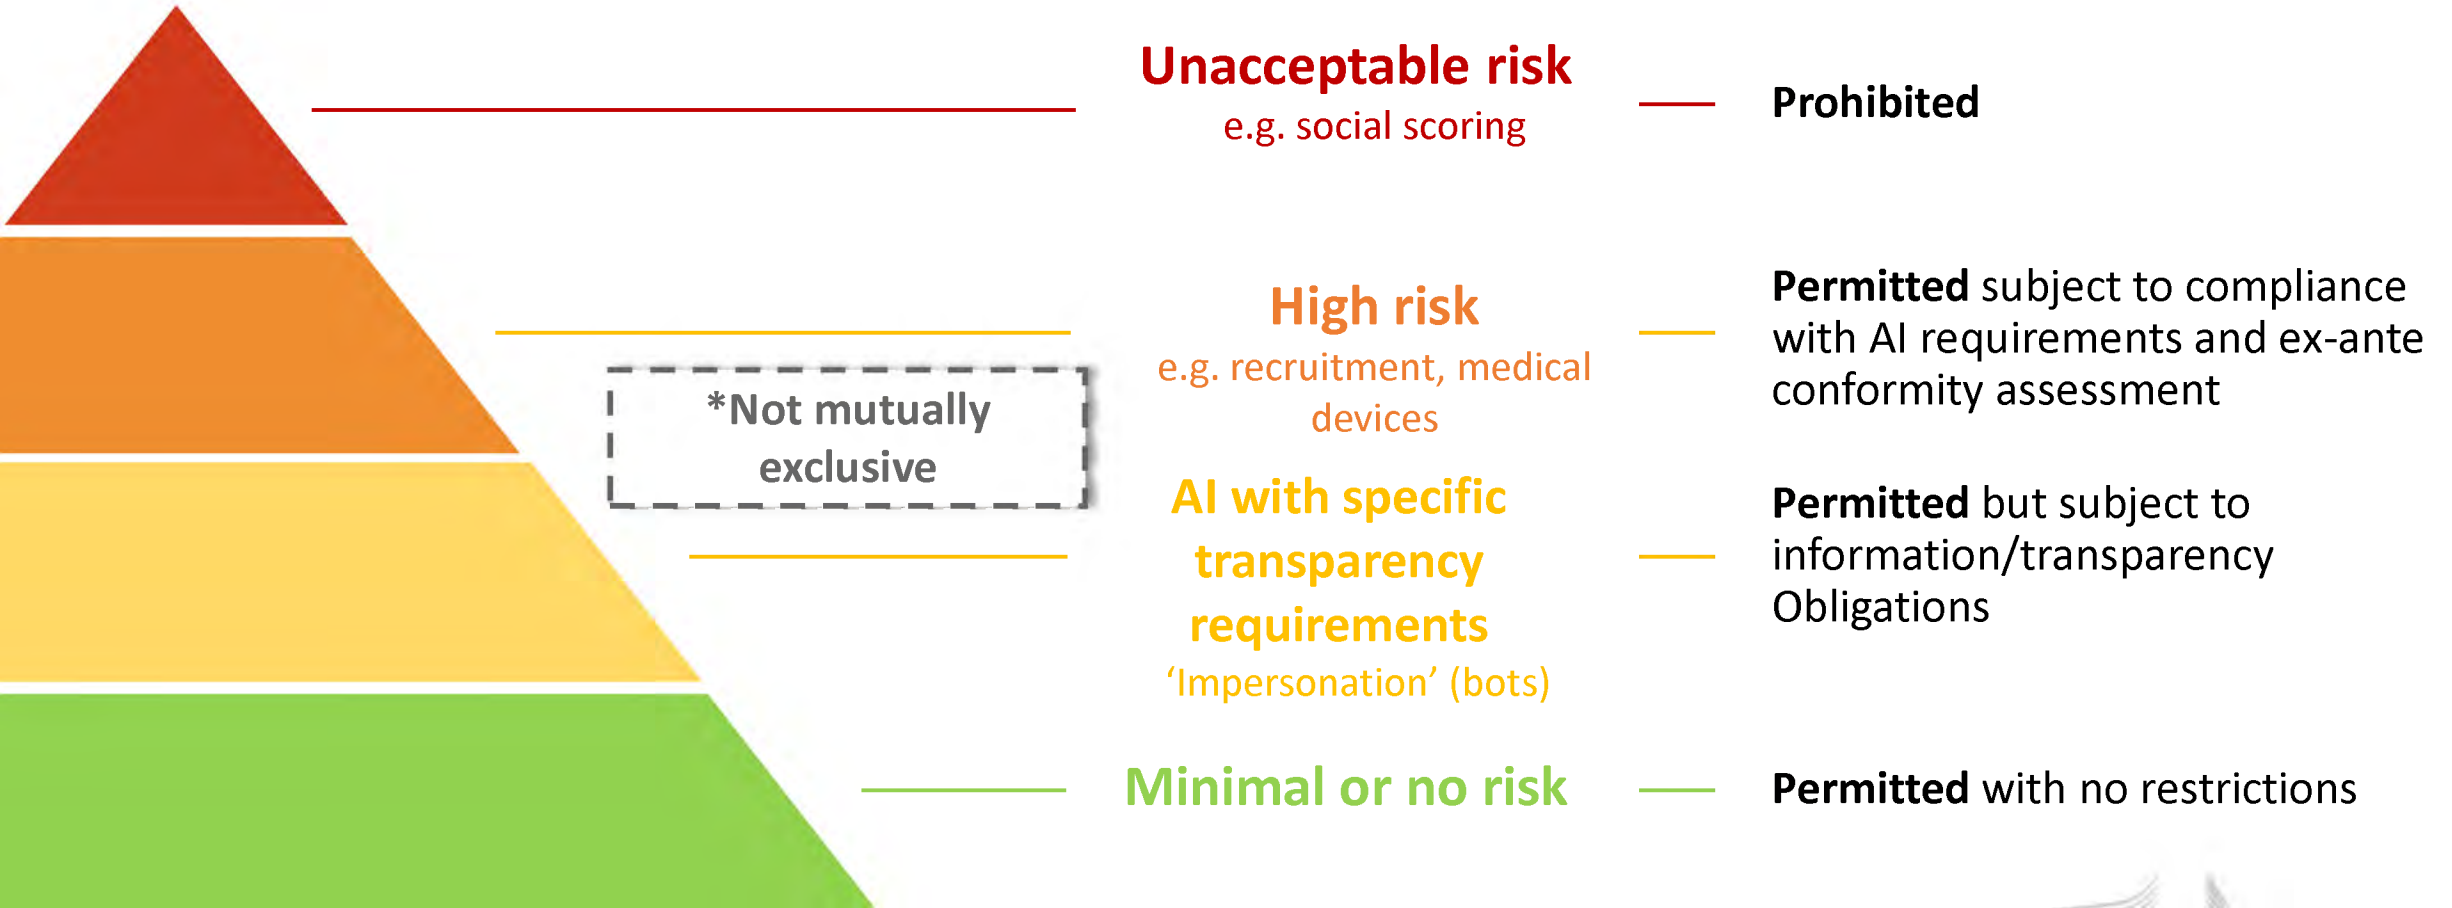 Unacceptable risk
e.g. social scoring
Prohibited
High risk
e.g. recruitment, medical
devices
Permitted subject to compliance
with AI requirements and ex-ante
conformity assessment
*Not mutually
exclusive
AI with specific
transparency
requirements
‘Impersonation’ (bots)
Permitted but subject to
information/transparency
Obligations
Minimal or no risk
Permitted with no restrictions